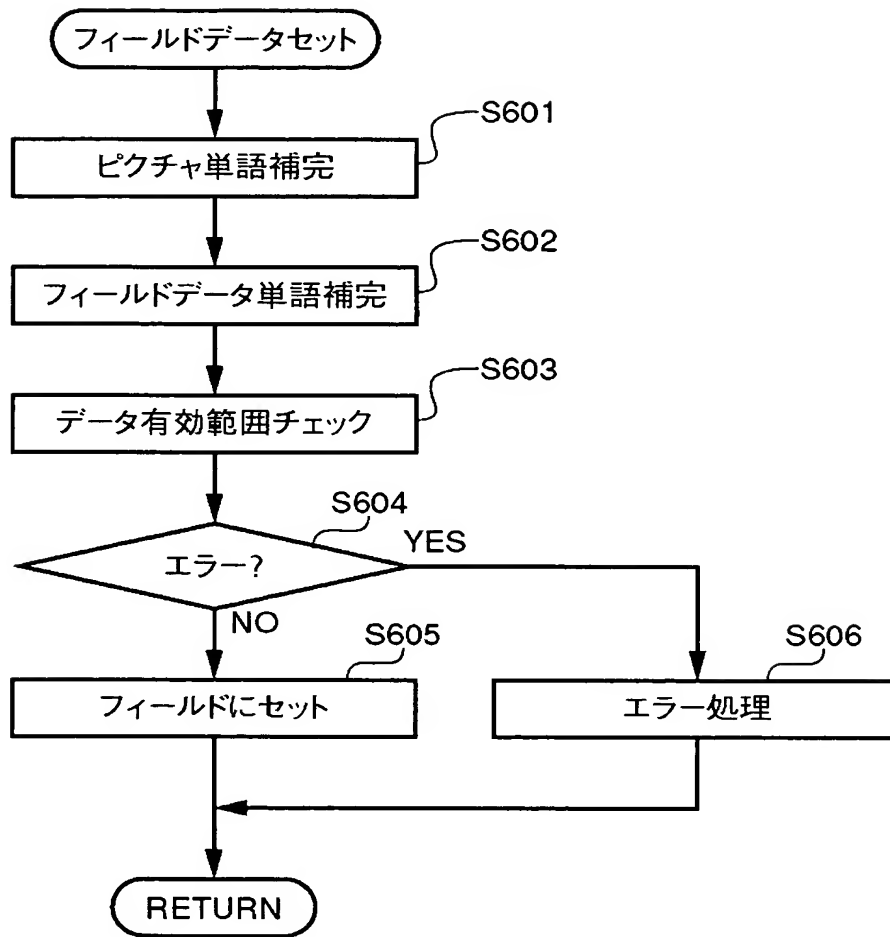 フィールドデータセット
S601
ピクチャ単語補完
S602
フィールドデータ単語補完
S603
データ有効範囲チェック
S604
エラー?
YES
NO
S605
フィールドにセット
S606
エラー処理
RETURN